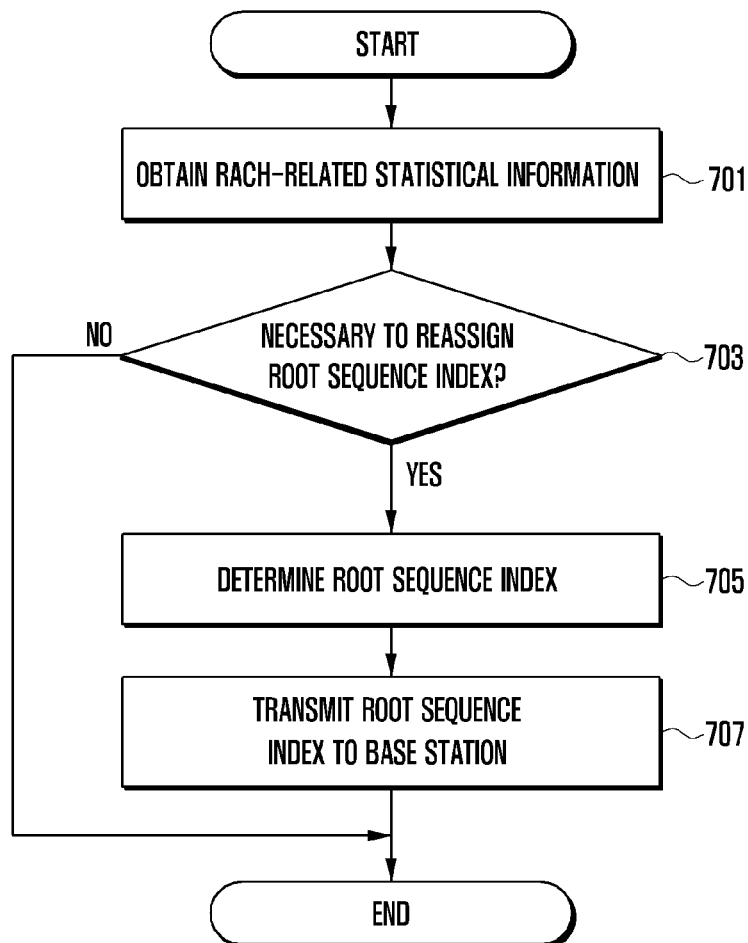 START
OBTAIN RACH-RELATED STATISTICAL INFORMATION
701
NO
NECESSARY TO REASSIGN
ROOT SEQUENCE INDEX?
703
YES
DETERMINE ROOT SEQUENCE INDEX
705
TRANSMIT ROOT SEQUENCE
INDEX TO BASE STATION
707
END